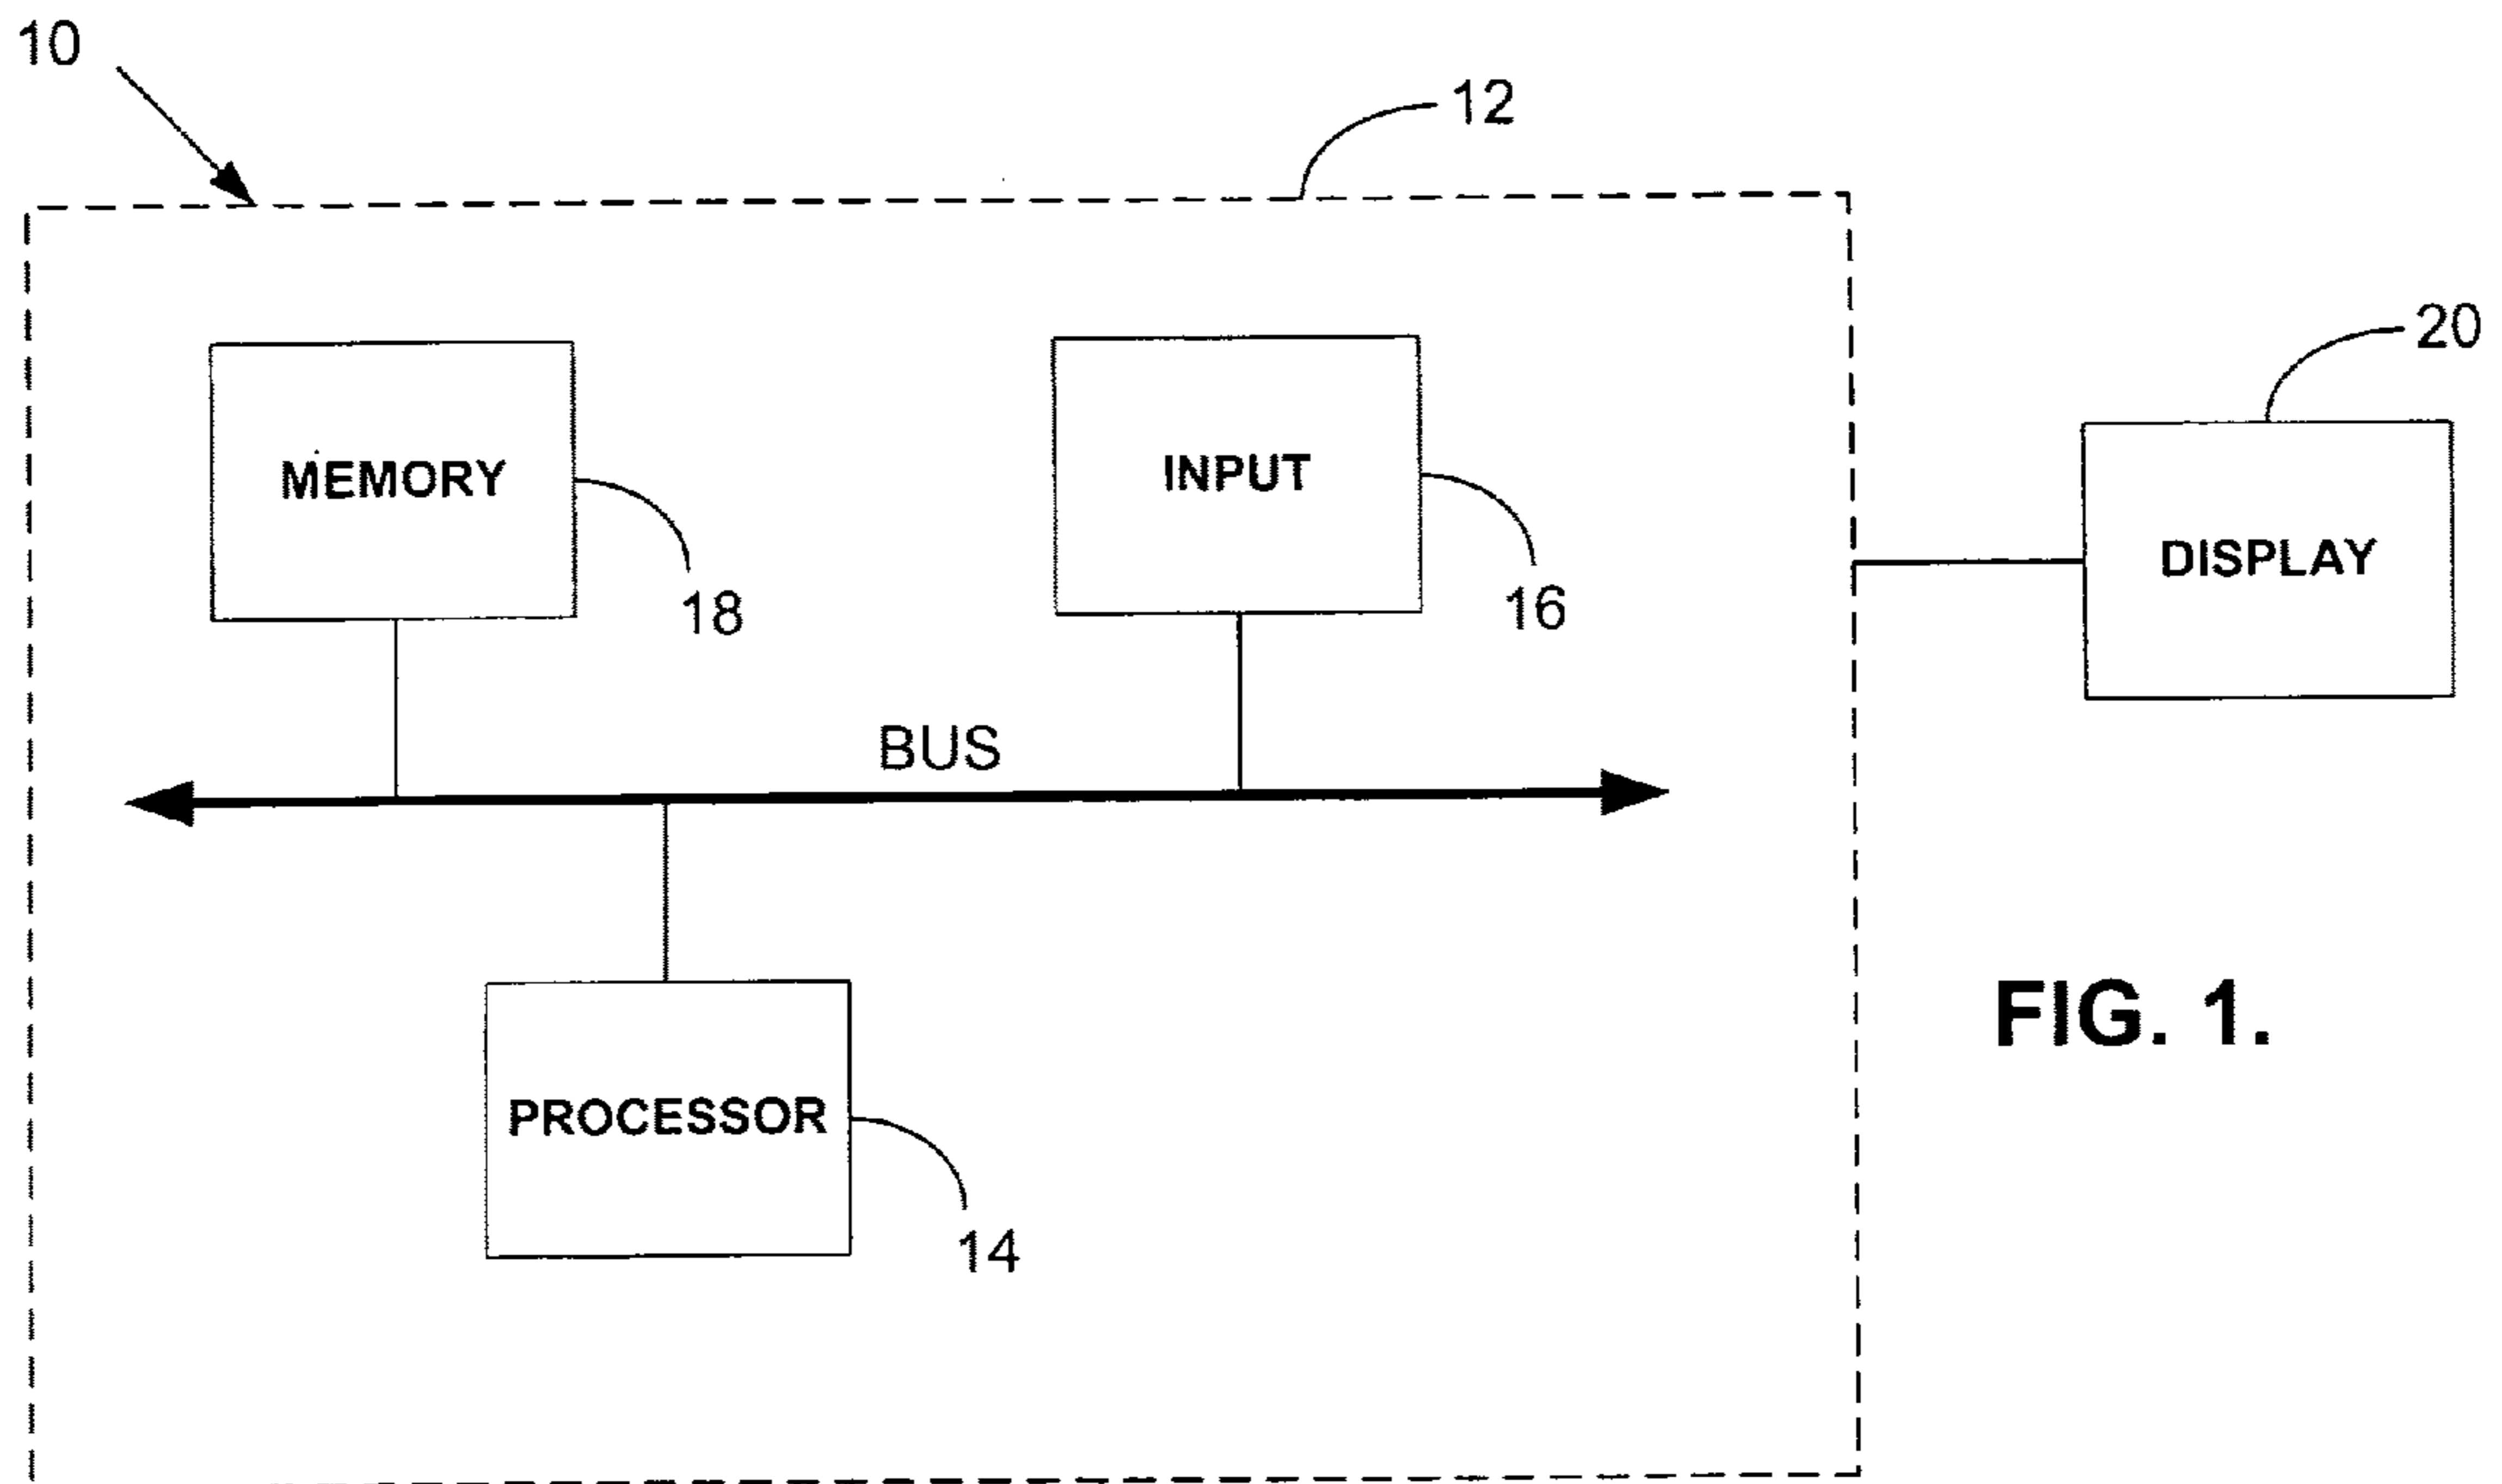 10
12
20
MEMORY
INPUT
DISPLAY
18
16
BUS
FIG. 1.
PROCESSOR
14